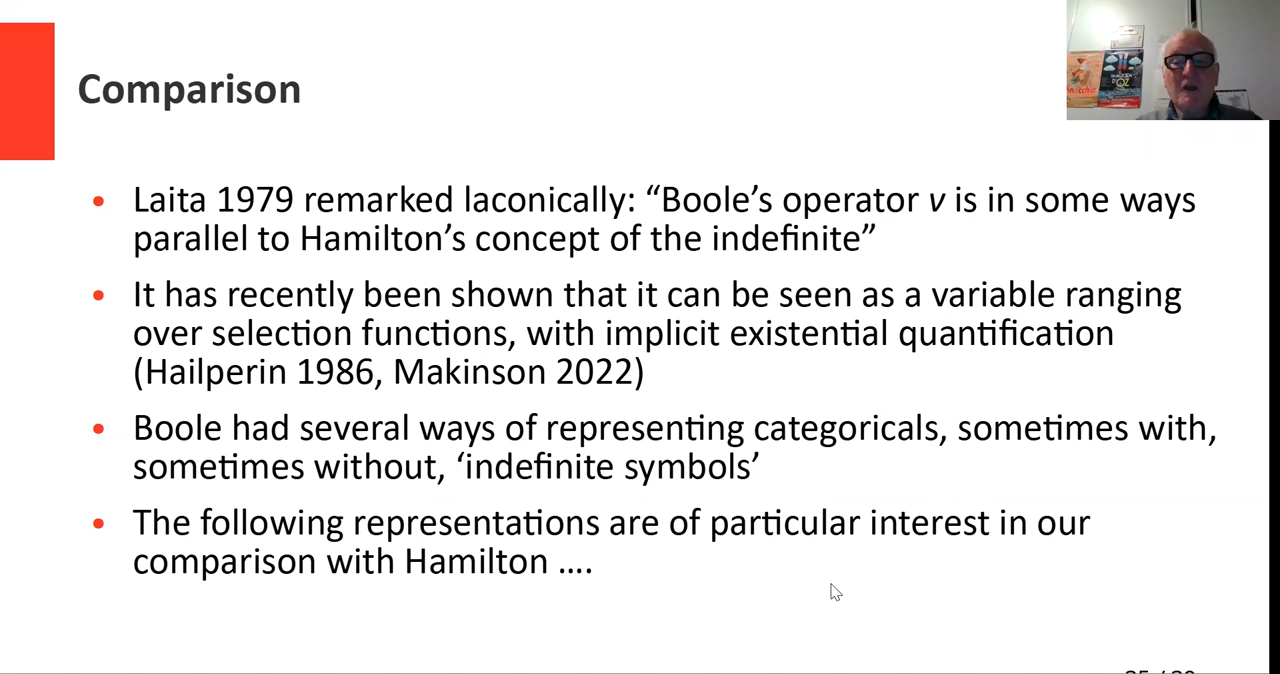 Comparison
• Laita 1979 remarked laconically: “Boole’s operator v is in some ways
parallel to Hamilton’s concept of the indefinite”
• It has recently been shown that it can be seen as a variable ranging
over selection functions, with implicit existential quantification
(Hailperin 1986, Makinson 2022)
• Boole had several ways of representing categoricals, sometimes with,
sometimes without, ‘indefinite symbols’
• The following representations are of particular interest in our
comparison with Hamilton ….